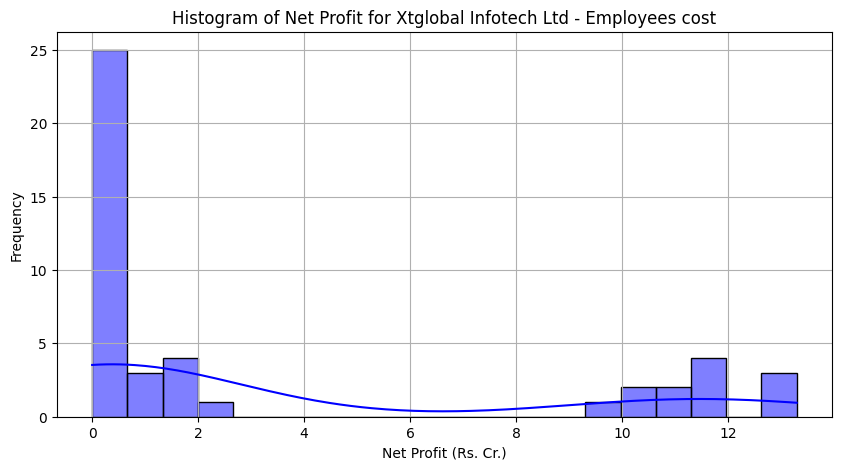 Histogram of Net Profit for Xtglobal Infotech Ltd - Employees cost
25
20
15
10
5
0
Frequency
0 2 4 6 8 10 12
Net Profit (Rs. Cr.)